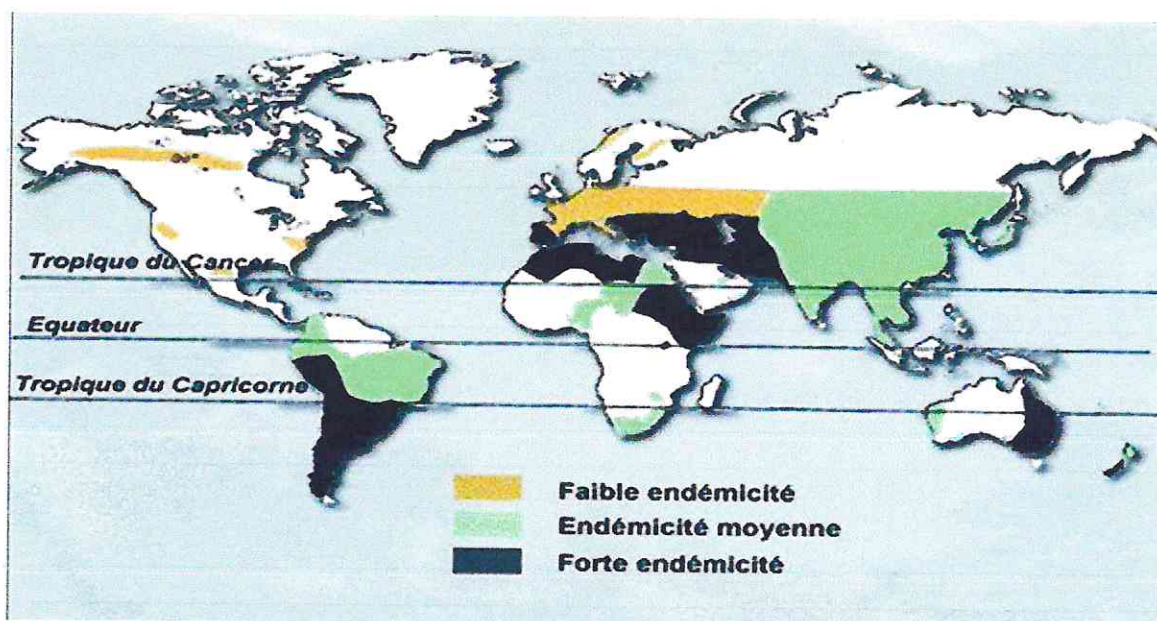 Tropique du Cancer
Equateur
Tropique du Capricorne
Faible endémicité
Endémicité moyenne
Forte endémicité